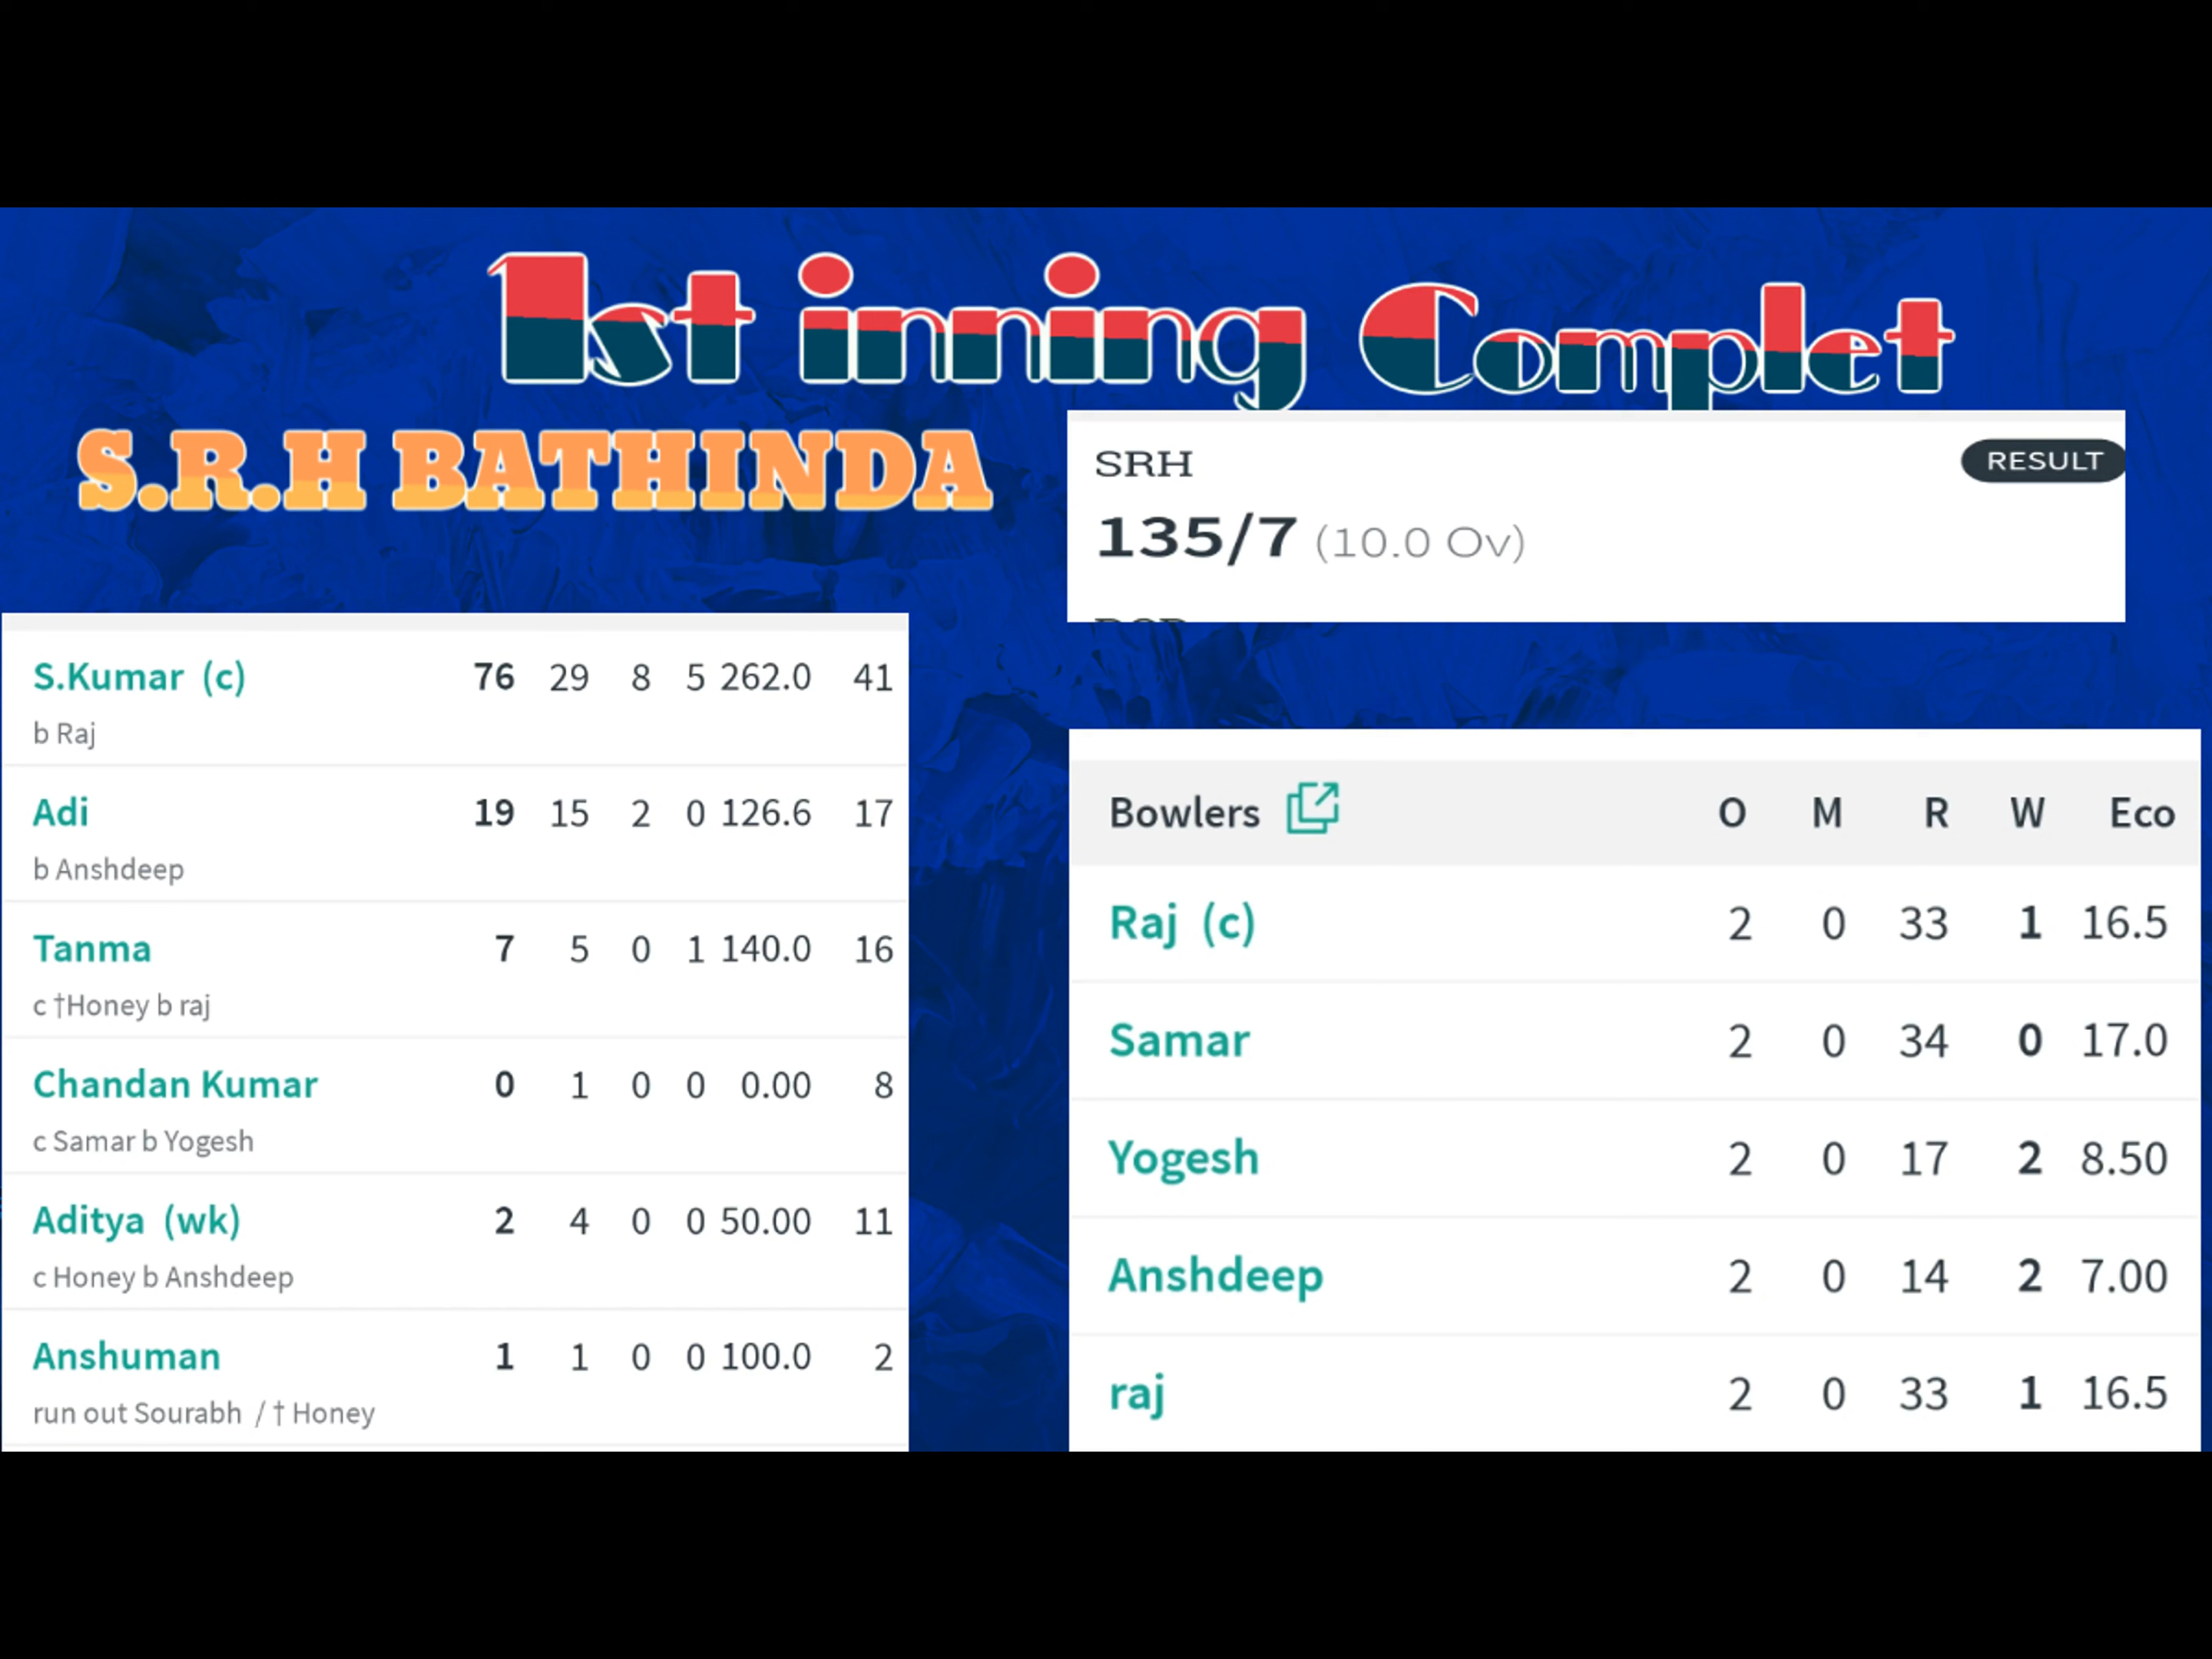 1st inning Complet
S.R.H BATHINDA
SRH RESULT
135/7 (10.0 Ov)
S.Kumar (c) 76 29 8 5 262.0 41
b Raj
Adi 19 15 2 0 126.6 17
b Anshdeep
Tanma 7 5 0 1 140.0 16
c †Honey b raj
Chandan Kumar 0 1 0 0 0.00 8
c Samar b Yogesh
Aditya (wk) 2 4 0 0 50.00 11
c Honey b Anshdeep
Anshuman 1 1 0 0 100.0 2
run out Sourabh / † Honey
Bowlers O M R W Eco
Raj (c) 2 0 33 1 16.5
Samar 2 0 34 0 17.0
Yogesh 2 0 17 2 8.50
Anshdeep 2 0 14 2 7.00
raj 2 0 33 1 16.5